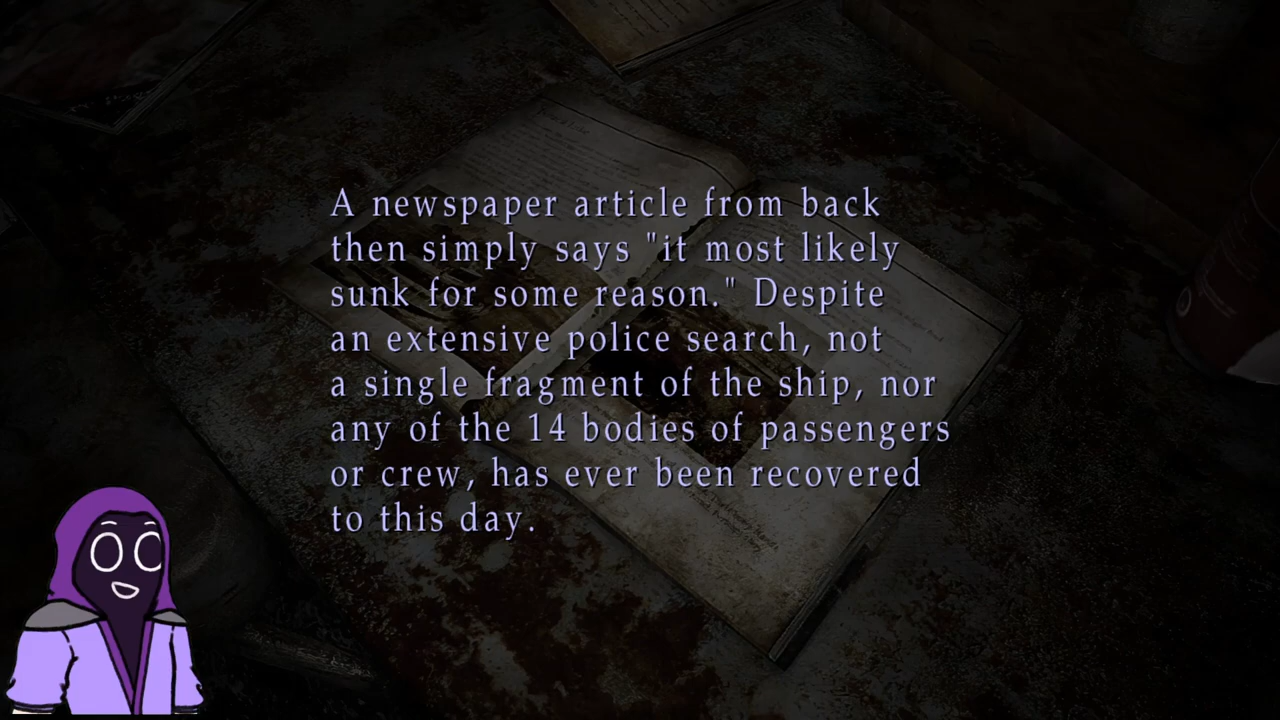 A newspaper article from back
then simply says "it most likely
sunk for some reason." Despite
an extensive police search, not
a single fragment of the ship, nor
any of the 14 bodies of passengers
or crew, has ever been recovered
to this day.